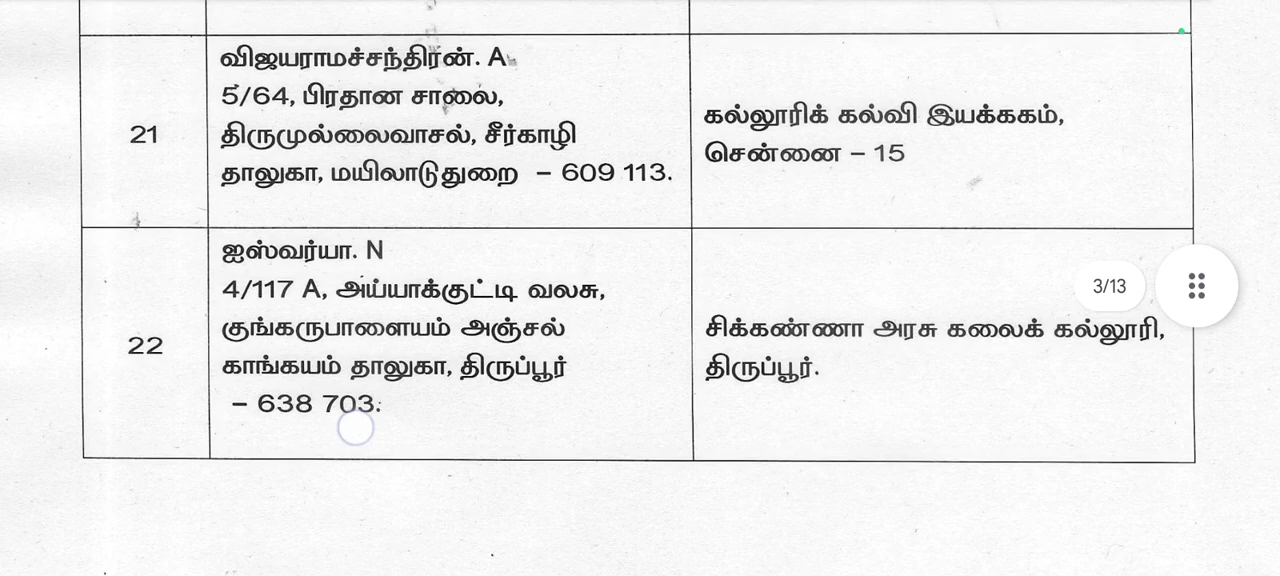 21
விஜயராமச்சந்திரன். A
5/64, பிரதான சாலை,
திருமுல்லைவாசல், சீர்காழி
தாலுகா, மயிலாடுதுறை – 609 113.
கல்லூரிக் கல்வி இயக்ககம்,
சென்னை – 15
22
ஐஸ்வர்யா. N
4/117 A, அய்யாக்குட்டி வலசு,
குங்கருபாளையம் அஞ்சல்
காங்கயம் தாலுகா, திருப்பூர்
– 638 703.
சிக்கண்ணா அரசு கலைக் கல்லூரி,
திருப்பூர்.
3/13